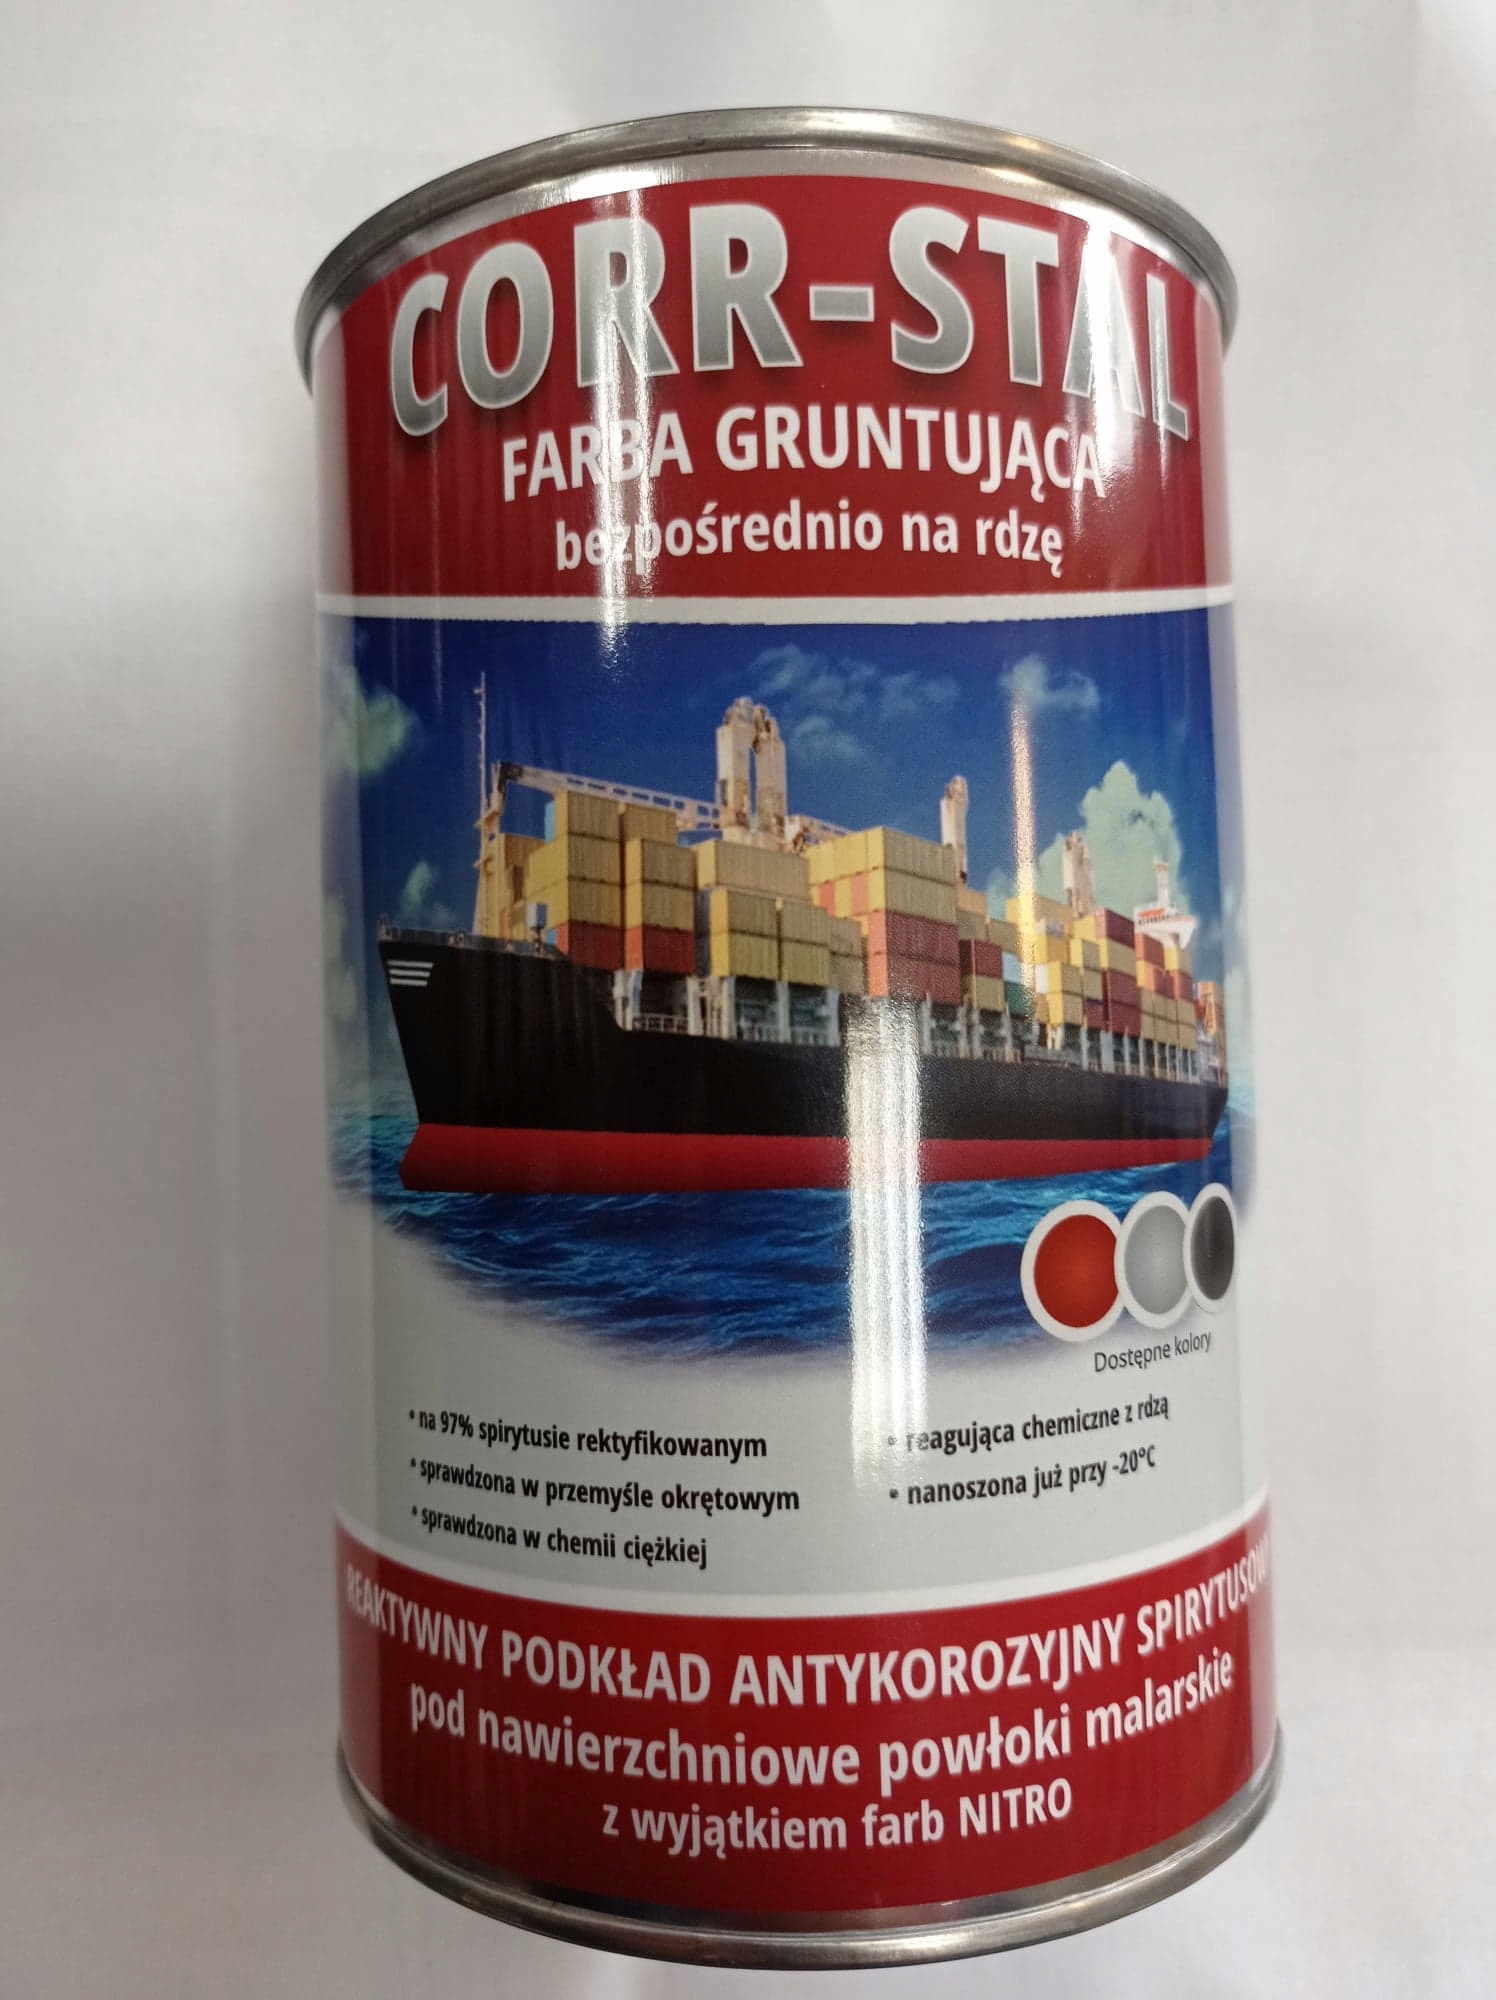 CORR-STAL
FARBA GRUNTUJĄCA
bezpośrednio na rdzę
Dostępne kolory
• na 97% spirytusie rektyfikowanym
• sprawdzona w przemyśle okrętowym
• sprawdzona w chemii ciężkiej
• reagująca chemiczne z rdzą
• nanoszona już przy -20°C
REAKTYWNY PODKŁAD ANTYKOROZYJNY SPIRYTUSOWY
pod nawierzchniowe powłoki malarskie
z wyjątkiem farb NITRO